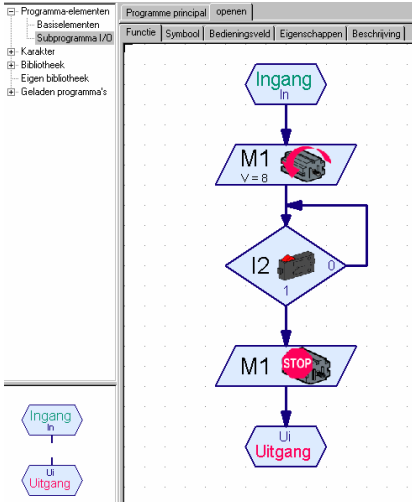 Programma-elementen
Basiselementen
Subprogramma I/O
Karakter
Bibliotheek
Eigen bibliotheek
Geladen programma's
Programme principal openen
Functie Symbool Bedieningsveld Eigenschappen Beschrijving
Ingang
In
M1
V = 8
I2
0
1
M1
STOP
Ui
Uitgang
Ingang
In
Ui
Uitgang